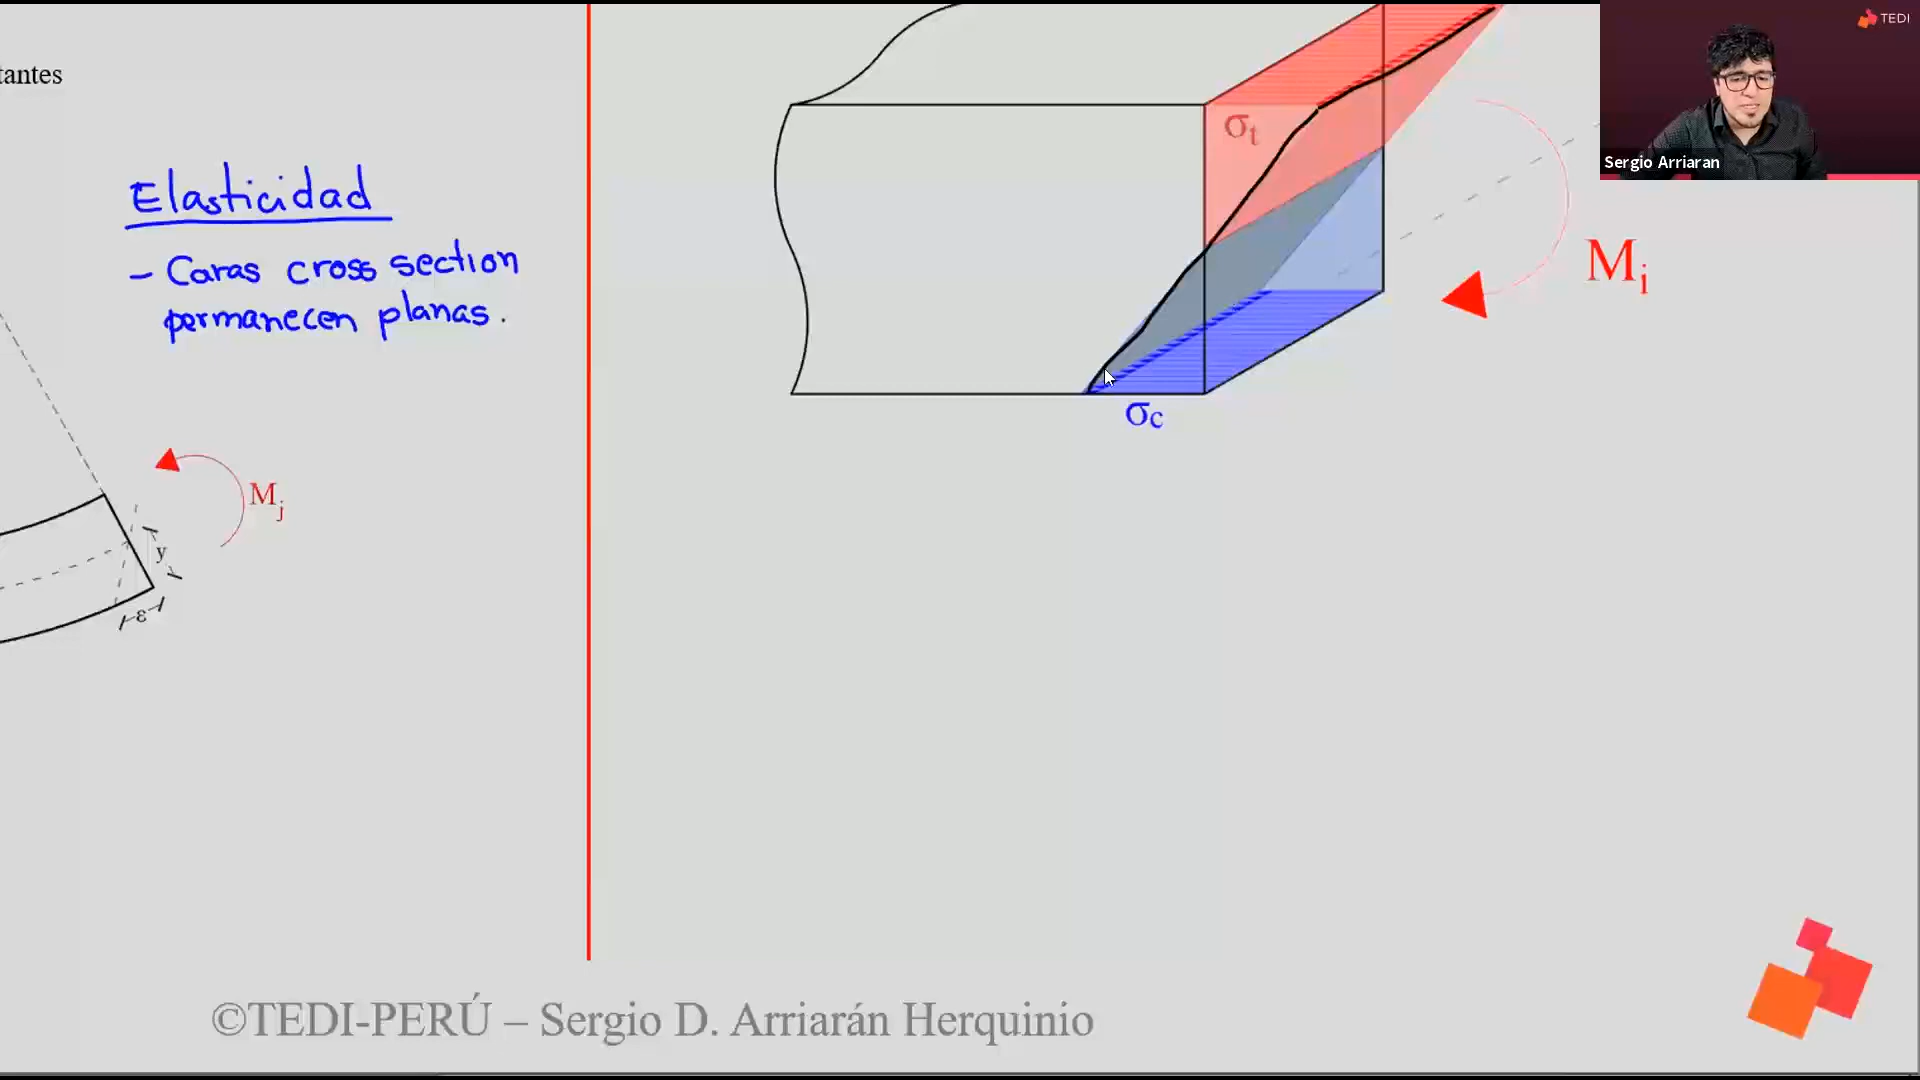 tantes
Elasticidad
- Caras cross section
permanecen planas.
Mj
y
ε
σt
σc
Mi
TEDI
Sergio Arriaran
©TEDI-PERÚ – Sergio D. Arriarán Herquinio